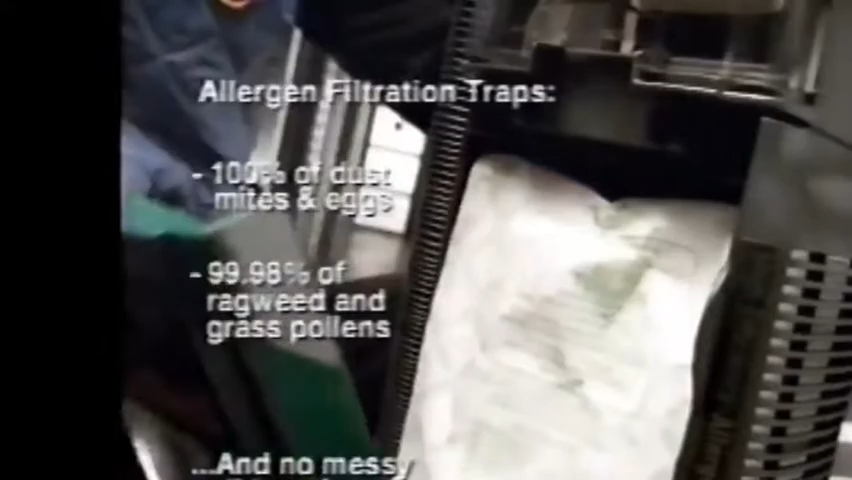 Allergen Filtration Traps:
- 100% of dust
mites & eggs
- 99.98% of
ragweed and
grass pollens
...And no messy